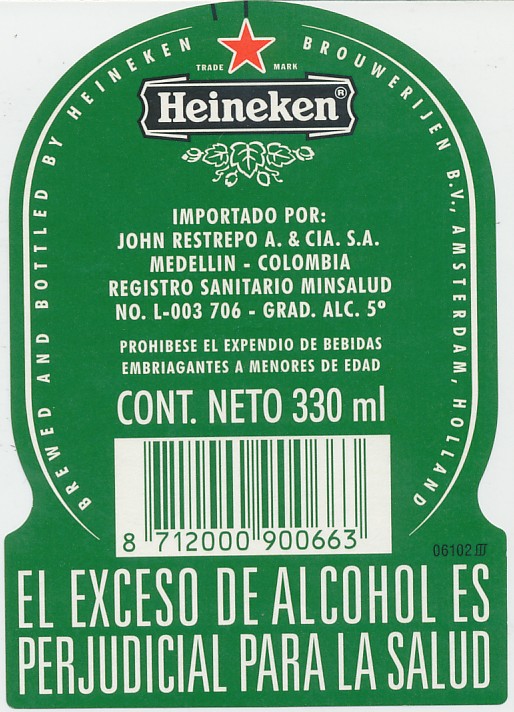 BREWED AND BOTTLED BY HEINEKEN BROUWERIJEN B.V., AMSTERDAM, HOLLAND
TRADE MARK
Heineken®
IMPORTADO POR:
JOHN RESTREPO A. & CIA. S.A.
MEDELLIN - COLOMBIA
REGISTRO SANITARIO MINSALUD
NO. L-003 706 - GRAD. ALC. 5º
PROHIBESE EL EXPENDIO DE BEBIDAS
EMBRIAGANTES A MENORES DE EDAD
CONT. NETO 330 ml
8 712000 900663
06102 III
EL EXCESO DE ALCOHOL ES
PERJUDICIAL PARA LA SALUD